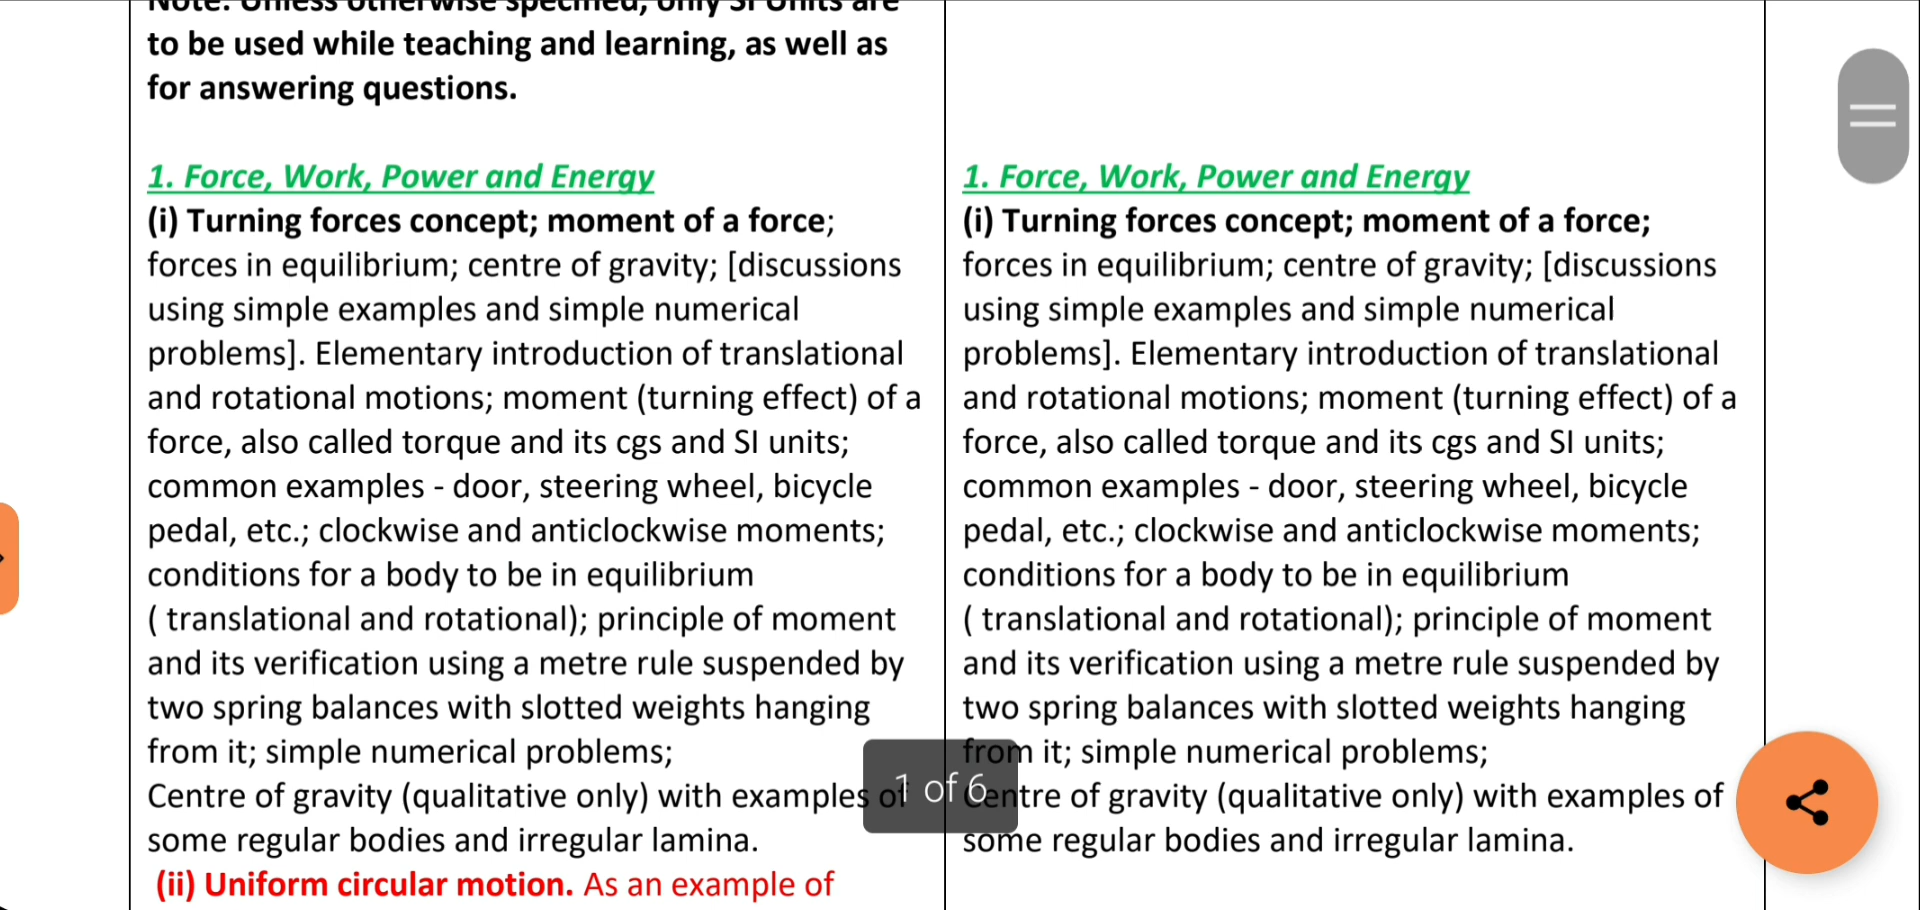 Note: Unless otherwise specified, only SI Units are
to be used while teaching and learning, as well as
for answering questions.
1. Force, Work, Power and Energy
(i) Turning forces concept; moment of a force;
forces in equilibrium; centre of gravity; [discussions
using simple examples and simple numerical
problems]. Elementary introduction of translational
and rotational motions; moment (turning effect) of a
force, also called torque and its cgs and SI units;
common examples - door, steering wheel, bicycle
pedal, etc.; clockwise and anticlockwise moments;
conditions for a body to be in equilibrium
( translational and rotational); principle of moment
and its verification using a metre rule suspended by
two spring balances with slotted weights hanging
from it; simple numerical problems;
Centre of gravity (qualitative only) with examples of
some regular bodies and irregular lamina.
(ii) Uniform circular motion. As an example of
1. Force, Work, Power and Energy
(i) Turning forces concept; moment of a force;
forces in equilibrium; centre of gravity; [discussions
using simple examples and simple numerical
problems]. Elementary introduction of translational
and rotational motions; moment (turning effect) of a
force, also called torque and its cgs and SI units;
common examples - door, steering wheel, bicycle
pedal, etc.; clockwise and anticlockwise moments;
conditions for a body to be in equilibrium
( translational and rotational); principle of moment
and its verification using a metre rule suspended by
two spring balances with slotted weights hanging
from it; simple numerical problems;
Centre of gravity (qualitative only) with examples of
some regular bodies and irregular lamina.
1 of 6